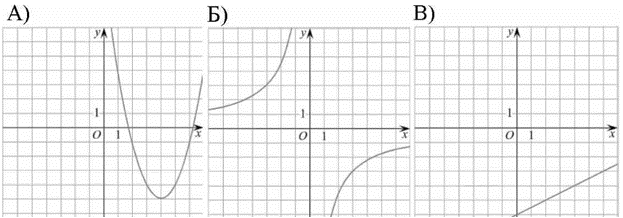 А) Б) В)
y y y
1 1 1
O 1 x O 1 x O 1 x